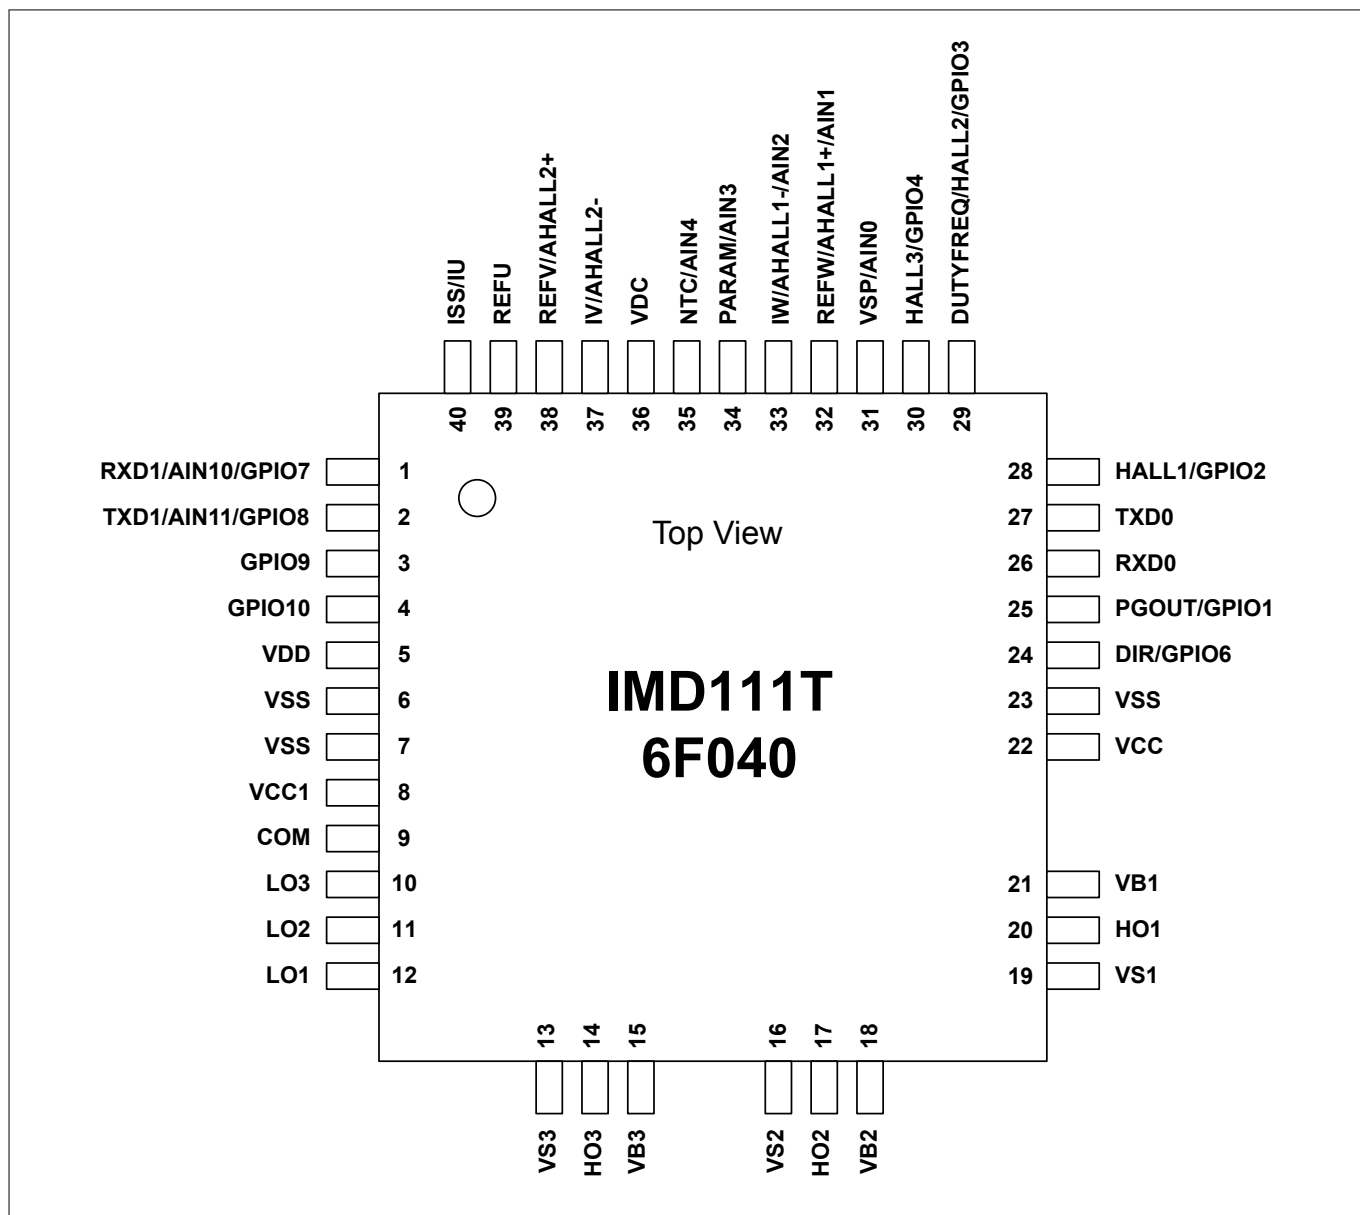 ISS/IU
REFU
REFV/AHALL2+
IV/AHALL2-
VDC
NTC/AIN4
PARAM/AIN3
IW/AHALL1-/AIN2
REFW/AHALL1+/AIN1
VSP/AIN0
HALL3/GPIO4
DUTYFREQ/HALL2/GPIO3
40
39
38
37
36
35
34
33
32
31
30
29
RXD1/AIN10/GPIO7 1
TXD1/AIN11/GPIO8 2
GPIO9 3
GPIO10 4
VDD 5
VSS 6
VSS 7
VCC1 8
COM 9
LO3 10
LO2 11
LO1 12
Top View
IMD111T
6F040
28 HALL1/GPIO2
27 TXD0
26 RXD0
25 PGOUT/GPIO1
24 DIR/GPIO6
23 VSS
22 VCC
21 VB1
20 HO1
19 VS1
13
14
15
16
17
18
VS3
HO3
VB3
VS2
HO2
VB2